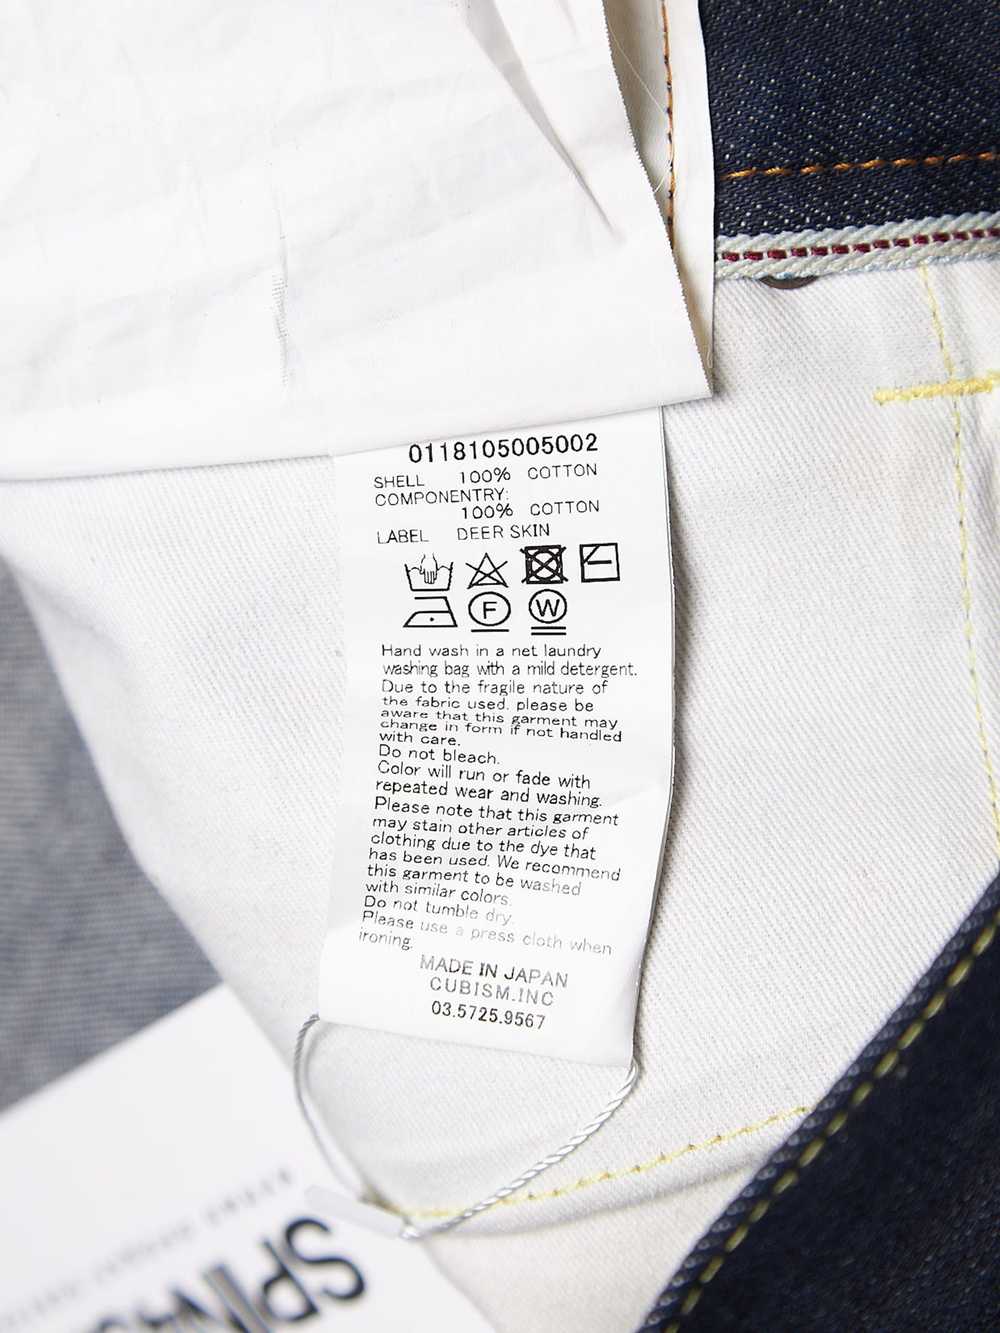 0118105005002
SHELL 100% COTTON
COMPONENTRY:
100% COTTON
LABEL DEER SKIN
F W
Hand wash in a net laundry
washing bag with a mild detergent.
Due to the fragile nature of
the fabric used. please be
aware that this garment may
change in form if not handled
with care.
Do not bleach.
Color will run or fade with
repeated wear and washing.
Please note that this garment
may stain other articles of
clothing due to the dye that
has been used. We recommend
this garment to be washed
with similar colors.
Do not tumble dry.
Please use a press cloth when
ironing.
MADE IN JAPAN
CUBISM.INC
03.5725.9567